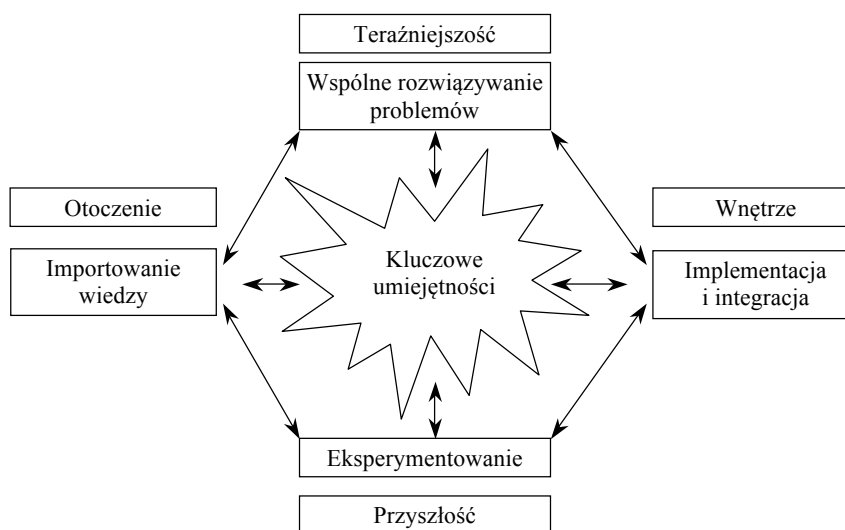 Teraźniejszość
Wspólne rozwiązywanie
problemów
Otoczenie
Importowanie
wiedzy
Kluczowe
umiejętności
Wnętrze
Implementacja
i integracja
Eksperymentowanie
Przyszłość